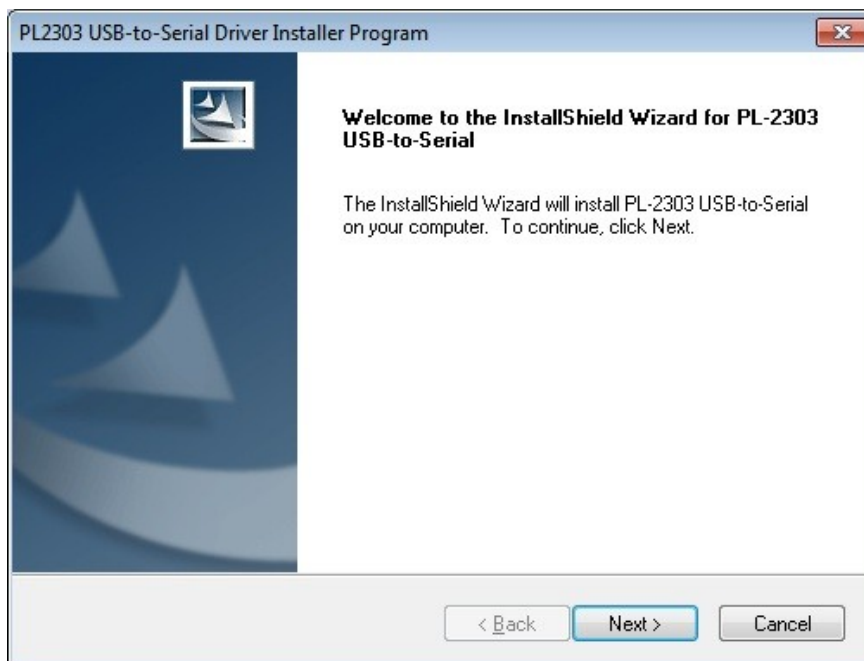 PL2303 USB-to-Serial Driver Installer Program
Welcome to the InstallShield Wizard for PL-2303
USB-to-Serial
The InstallShield Wizard will install PL-2303 USB-to-Serial
on your computer.  To continue, click Next.
< Back
Next >
Cancel